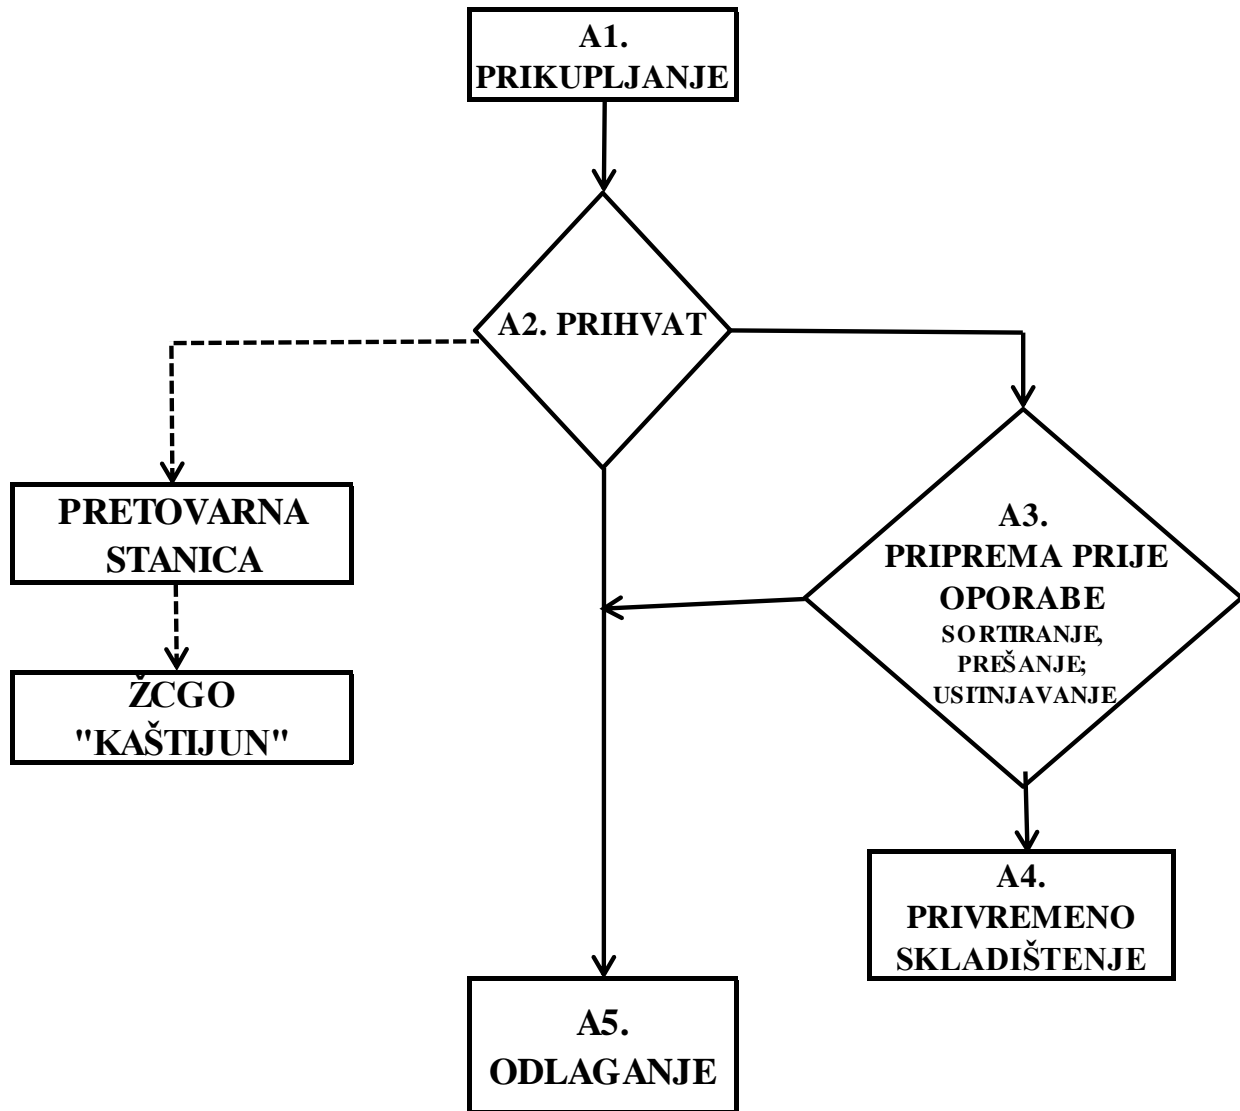 A1.
PRIKUPLJANJE
A2. PRIHVAT
PRETOVARNA
STANICA
ŽCGO
"KAŠTIJUN"
A3.
PRIPREMA PRIJE
OPORABE
SORTIRANJE,
PREŠANJE;
USITNJAVANJE
A4.
PRIVREMENO
SKLADIŠTENJE
A5.
ODLAGANJE